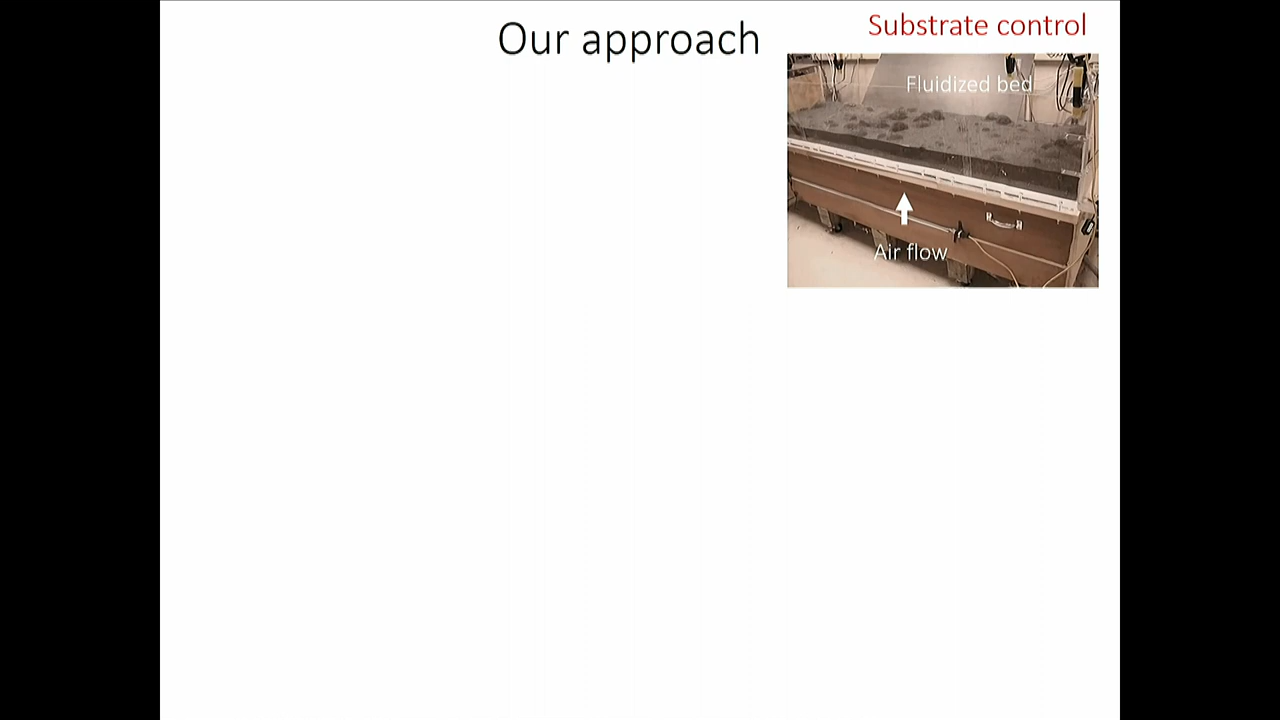 Our approach
Substrate control
Fluidized bed
Air flow